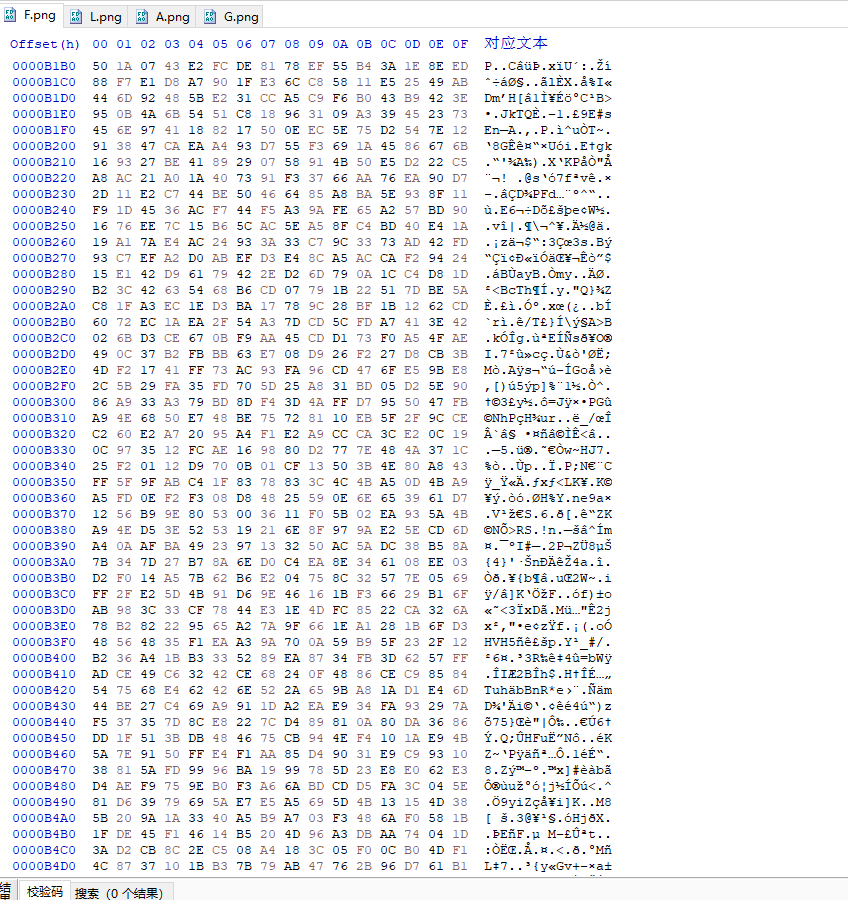 F.png L.png A.png G.png
Offset(h) 00 01 02 03 04 05 06 07 08 09 0A 0B 0C 0D 0E 0F 对应文本
0000B1B0 50 1A 07 43 E2 FC DE 81 78 EF 55 B4 3A 1E 8E ED P..CâüÞ.xïU´:.Ží
0000B1C0 88 F7 E1 D8 A7 90 1F E3 6C C8 58 11 E5 25 49 AB ˆ÷áØ§..ãlÈX.å%I«
0000B1D0 44 6D 92 48 5B E2 31 CC A5 C9 F6 B0 43 B9 42 3E Dm’H[â1Ì¥Éö°C¹B>
0000B1E0 95 0B 4A 6B 54 51 C8 18 96 31 09 A3 39 45 23 73 •.JkTQÈ.–1.£9E#s
0000B1F0 45 6E 97 41 18 82 17 50 0E EC 5E 75 D2 54 7E 12 En—A.‚.P.ì^uÒT~.
0000B200 91 38 47 CA EA A4 93 D7 55 F3 69 1A 45 86 67 6B ‘8GÊê¤“×Uói.E†gk
0000B210 16 93 27 BE 41 89 29 07 58 91 4B 50 E5 D2 22 C5 .“'¾A‰).X‘KPåÒ"Å
0000B220 A8 AC 21 A0 1A 40 73 91 F3 37 66 AA 76 EA 90 D7 ¨¬! .@s‘ó7fªvê.×
0000B230 2D 11 E2 C7 44 BE 50 46 64 85 A8 BA 5E 93 8F 11 -.âÇD¾PFd…¨º^“..
0000B240 F9 1D 45 36 AC F7 44 F5 A3 9A FE 65 A2 57 BD 90 ù.E6¬÷Dõ£šþe¢W½.
0000B250 16 76 EE 7C 15 B6 5C AC 5E A5 8F C4 BD 40 E4 1A .vî|.¶\¬^¥.Ä½@ä.
0000B260 19 A1 7A E4 AC 24 93 3A 33 C7 9C 33 73 AD 42 FD .¡zä¬$“:3Çœ3s.Bý
0000B270 93 C7 EF A2 D0 AB EF D3 E4 8C A5 AC CA F2 94 24 “Çï¢Ð«ïÓäŒ¥¬Êò”$
0000B280 15 E1 42 D9 61 79 42 2E D2 6D 79 0A 1C C4 D8 1D .áBÙayB.Òmy..ÄØ.
0000B290 B2 3C 42 63 54 68 B6 CD 07 79 1B 22 51 7D BE 5A ²<BcTh¶Í.y."Q}¾Z
0000B2A0 C8 1F A3 EC 1E D3 BA 17 78 9C 28 BF 1B 12 62 CD È.£ì.Óº.xœ(¿..bÍ
0000B2B0 60 72 EC 1A EA 2F 54 A3 7D CD 5C FD A7 41 3E 42 `rì.ê/T£}Í\ý§A>B
0000B2C0 02 6B D3 CE 67 0B F9 AA 45 CD D1 73 F0 A5 4F AE .kÓÎg.ùªEÍÑsð¥O®
0000B2D0 49 0C 37 B2 FB BB 63 E7 08 D9 26 F2 27 D8 CB 3B I.7²û»cç.Ù&ò'ØË;
0000B2E0 4D F2 17 41 FF 73 AC 93 FA 96 CD 47 6F E5 9B E8 Mò.Aÿs¬“ú–ÍGoå›è
0000B2F0 2C 5B 29 FA 35 FD 70 5D 25 A8 31 BD 05 D2 5E 90 ,[)ú5ýp]%¨1½.Ò^.
0000B300 86 A9 33 A3 79 BD 8D F4 3D 4A FF D7 95 50 47 FB †©3£y½.ô=Jÿ×•PGû
0000B310 A9 4E 68 50 E7 48 BE 75 72 81 10 EB 5F 2F 9C CE ©NhPçH¾ur..ë_/œÎ
0000B320 C2 60 E2 A7 20 95 A4 F1 E2 A9 CC CA 3C E2 0C 19 Â`â§ •¤ñâ©ÌÊ<â..
0000B330 0C 97 35 12 FC AE 16 98 80 D2 77 7E 48 4A 37 1C .—5.ü®.˜€Òw~HJ7.
0000B340 25 F2 01 12 D9 70 0B 01 CF 13 50 3B 4E 80 A8 43 %ò..Ùp..Ï.P;N€¨C
0000B350 FF 5F 9F AB C4 1F 83 78 83 3C 4C 4B A5 0D 4B A9 ÿ_Ÿ«Ä.ƒxƒ<LK¥.K©
0000B360 A5 FD 0E F2 F3 08 D8 48 25 59 0E 6E 65 39 61 D7 ¥ý.òó.ØH%Y.ne9a×
0000B370 12 56 B9 9E 80 53 00 36 11 F0 5B 02 EA 93 5A 4B .V¹ž€S.6.ð[.ê“ZK
0000B380 A9 4E D5 3E 52 53 19 21 6E 8F 97 9A E2 5E CD 6D ©NÕ>RS.!n.—šâ^Ím
0000B390 A4 0A AF BA 49 23 97 13 32 50 AC 5A DC 38 B5 8A ¤.¯ºI#—.2P¬ZÜ8µŠ
0000B3A0 7B 34 7D 27 B7 8A 6E D0 C4 EA 8E 34 61 08 EE 03 {4}'·ŠnÐÄêŽ4a.î.
0000B3B0 D2 F0 14 A5 7B 62 B6 E2 04 75 8C 32 57 7E 05 69 Òð.¥{b¶â.uŒ2W~.i
0000B3C0 FF 2F E2 5D 4B 91 D6 9E 46 16 1B F3 66 29 B1 6F ÿ/â]K‘ÖžF..óf)±o
0000B3D0 AB 98 3C 33 CF 78 44 E3 1E 4D FC 85 22 CA 32 6A «˜<3ÏxDã.Mü…"Ê2j
0000B3E0 78 B2 82 22 95 65 A2 7A 9F 66 1E A1 28 1B 6F D3 x²‚"•e¢zŸf.¡(.oÓ
0000B3F0 48 56 48 35 F1 EA A3 9A 70 0A 59 B9 5F 23 2F 12 HVH5ñê£šp.Y¹_#/.
0000B400 B2 36 A4 1B B3 33 52 89 EA 87 34 FB 3D 62 57 FF ²6¤.³3R‰ê‡4û=bWÿ
0000B410 AD CE 49 C6 32 42 CE 68 24 0F 48 86 CE C9 85 84 .ÎIÆ2BÎh$.H†ÎÉ…„
0000B420 54 75 68 E4 62 42 6E 52 2A 65 9B A8 1A D1 E4 6D TuhäbBnR*e›¨.Ñäm
0000B430 44 BE 27 C4 69 A9 91 1D A2 EA E9 34 FA 93 29 7A D¾'Äi©‘.¢êé4ú“)z
0000B440 F5 37 35 7D 8C E8 22 7C D4 89 81 0A 80 DA 36 86 õ75}Œè"|Ô‰..€Ú6†
0000B450 DD 1F 51 3B DB 48 46 75 CB 94 4E F4 10 1A E9 4B Ý.Q;ÛHFuË”Nô..éK
0000B460 5A 7E 91 50 FF E4 F1 AA 85 D4 90 31 E9 C9 93 10 Z~‘Pÿäñª…Ô.1éÉ“.
0000B470 38 81 5A FD 99 96 BA 19 99 78 5D 23 E8 E0 62 E3 8.Zý™–º.™x]#èàbã
0000B480 D4 AE F9 75 9E B0 F3 A6 6A BD CD D5 FA 3C 04 5E Ô®ùuž°ó¦j½ÍÕú<.^
0000B490 81 D6 39 79 69 5A E7 E5 A5 69 5D 4B 13 15 4D 38 .Ö9yiZçå¥i]K..M8
0000B4A0 5B 20 9A 1A 33 40 A5 B9 A7 03 F3 48 6A F0 58 1B [ š.3@¥¹§.óHjðX.
0000B4B0 1F DE 45 F1 46 14 B5 20 4D 96 A3 DB AA 74 04 1D .ÞEñF.µ M–£Ûªt..
0000B4C0 3A D2 CB 8C 2E C5 08 A4 18 3C 05 F0 0C B0 4D F1 :ÒËŒ.Å.¤.<.ð.°Mñ
0000B4D0 4C 87 37 10 1B B3 7B 79 AB 47 76 2B 96 D7 61 B1 L‡7..³{y«Gv+–×a±
结果 校验码 搜索（0 个结果）